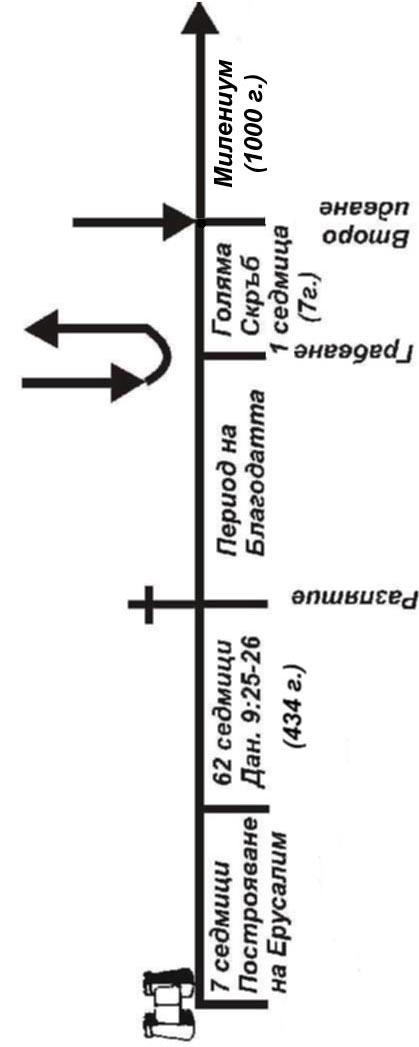 7 седмици
Построяване
на Ерусалим
62 седмици
Дан. 9:25-26
(434 г.)
Разпятие
Период на
Благодатта
Грабване
Голяма
Скръб
1 седмица
(7г.)
Второ
идване
Милениум
(1000 г.)